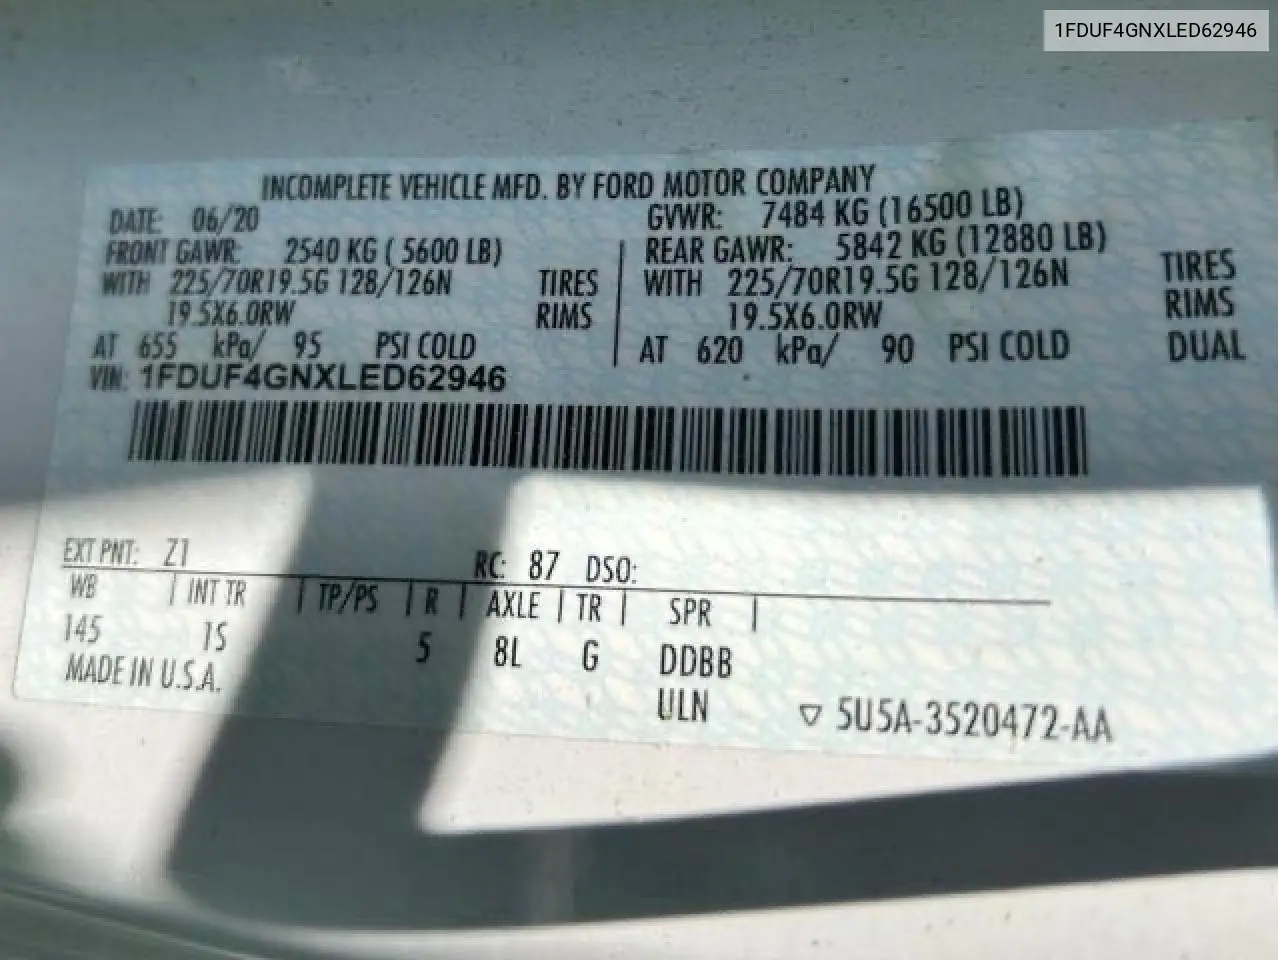 1FDUF4GNXLED62946
INCOMPLETE VEHICLE MFD. BY FORD MOTOR COMPANY
DATE: 06/20 GVWR: 7484 KG (16500 LB)
FRONT GAWR: 2540 KG ( 5600 LB) REAR GAWR: 5842 KG (12880 LB)
WITH 225/70R19.5G 128/126N TIRES WITH 225/70R19.5G 128/126N TIRES
19.5X6.0RW RIMS 19.5X6.0RW RIMS
AT 655 kPa/ 95 PSI COLD AT 620 kPa/ 90 PSI COLD DUAL
VIN: 1FDUF4GNXLED62946
EXT PNT: Z1 RC: 87 DSO:
WB | INT TR | TP/PS | R | AXLE | TR | SPR |
145 1S 5 8L G DDBB
MADE IN U.S.A. ULN ▽ 5U5A-3520472-AA